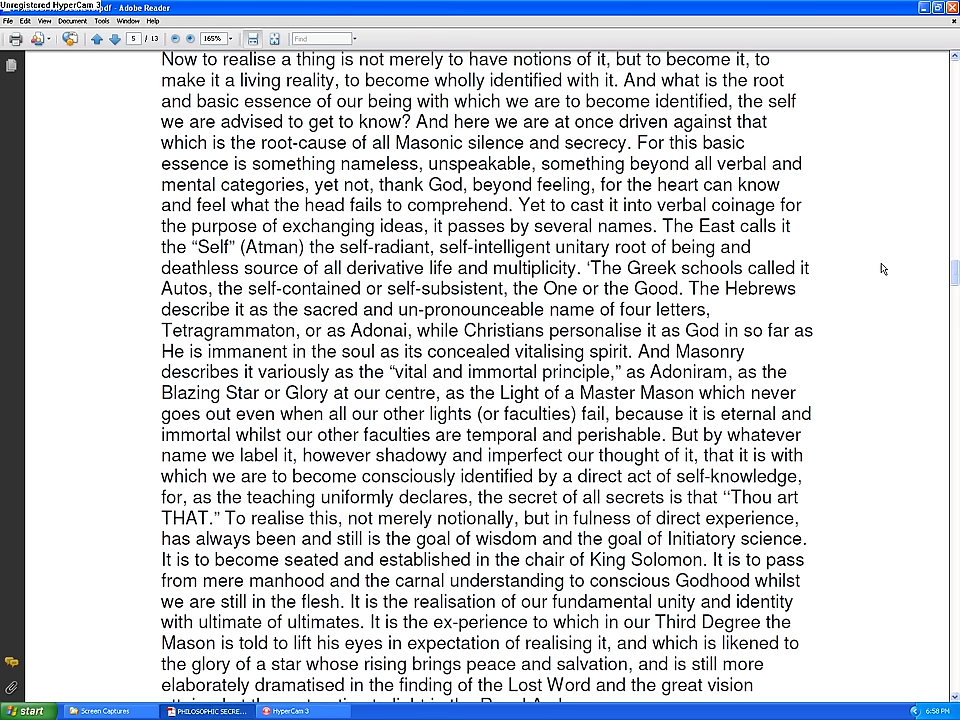 Unregistered HyperCam 3
.pdf - Adobe Reader
File Edit View Document Tools Window Help
5 / 13 165% Find
Now to realise a thing is not merely to have notions of it, but to become it, to
make it a living reality, to become wholly identified with it. And what is the root
and basic essence of our being with which we are to become identified, the self
we are advised to get to know? And here we are at once driven against that
which is the root-cause of all Masonic silence and secrecy. For this basic
essence is something nameless, unspeakable, something beyond all verbal and
mental categories, yet not, thank God, beyond feeling, for the heart can know
and feel what the head fails to comprehend. Yet to cast it into verbal coinage for
the purpose of exchanging ideas, it passes by several names. The East calls it
the “Self” (Atman) the self-radiant, self-intelligent unitary root of being and
deathless source of all derivative life and multiplicity. ‘The Greek schools called it
Autos, the self-contained or self-subsistent, the One or the Good. The Hebrews
describe it as the sacred and un-pronounceable name of four letters,
Tetragrammaton, or as Adonai, while Christians personalise it as God in so far as
He is immanent in the soul as its concealed vitalising spirit. And Masonry
describes it variously as the “vital and immortal principle,” as Adoniram, as the
Blazing Star or Glory at our centre, as the Light of a Master Mason which never
goes out even when all our other lights (or faculties) fail, because it is eternal and
immortal whilst our other faculties are temporal and perishable. But by whatever
name we label it, however shadowy and imperfect our thought of it, that it is with
which we are to become consciously identified by a direct act of self-knowledge,
for, as the teaching uniformly declares, the secret of all secrets is that ‘‘Thou art
THAT.” To realise this, not merely notionally, but in fulness of direct experience,
has always been and still is the goal of wisdom and the goal of Initiatory science.
It is to become seated and established in the chair of King Solomon. It is to pass
from mere manhood and the carnal understanding to conscious Godhood whilst
we are still in the flesh. It is the realisation of our fundamental unity and identity
with ultimate of ultimates. It is the ex-perience to which in our Third Degree the
Mason is told to lift his eyes in expectation of realising it, and which is likened to
the glory of a star whose rising brings peace and salvation, and is still more
elaborately dramatised in the finding of the Lost Word and the great vision
start Screen Captures PHILOSOPHIC SECRE... HyperCam 3 6:58 PM